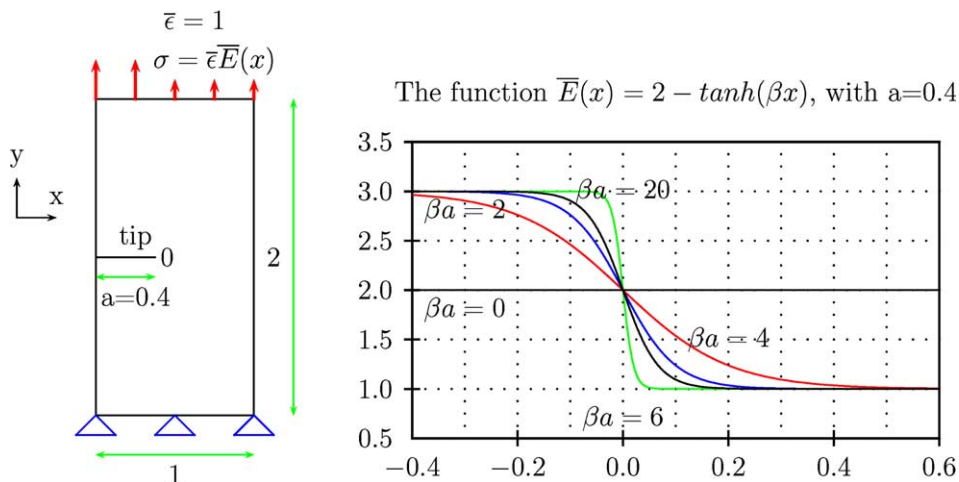 ε̅ = 1
σ = ε̅E̅(x)
y
x
tip
0
a=0.4
2
1
The function E̅(x) = 2 − tanh(βx), with a=0.4
3.5
3.0
2.5
2.0
1.5
1.0
0.5
βa = 20
βa = 2
βa = 0
βa = 4
βa = 6
−0.4
−0.2
0.0
0.2
0.4
0.6